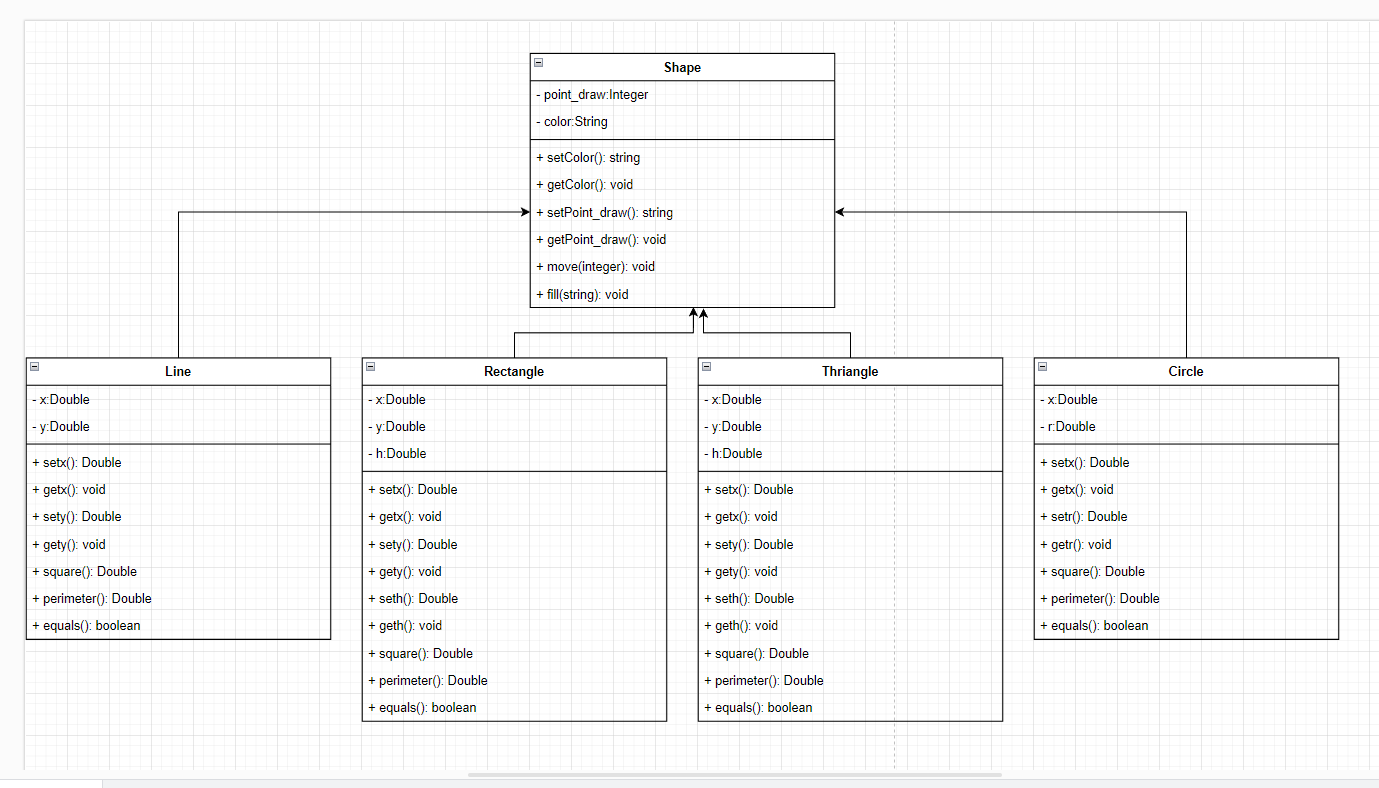 Shape
- point_draw:Integer
- color:String
+ setColor(): string
+ getColor(): void
+ setPoint_draw(): string
+ getPoint_draw(): void
+ move(integer): void
+ fill(string): void
Line
- x:Double
- y:Double
+ setx(): Double
+ getx(): void
+ sety(): Double
+ gety(): void
+ square(): Double
+ perimeter(): Double
+ equals(): boolean
Rectangle
- x:Double
- y:Double
- h:Double
+ setx(): Double
+ getx(): void
+ sety(): Double
+ gety(): void
+ seth(): Double
+ geth(): void
+ square(): Double
+ perimeter(): Double
+ equals(): boolean
Thriangle
- x:Double
- y:Double
- h:Double
+ setx(): Double
+ getx(): void
+ sety(): Double
+ gety(): void
+ seth(): Double
+ geth(): void
+ square(): Double
+ perimeter(): Double
+ equals(): boolean
Circle
- x:Double
- r:Double
+ setx(): Double
+ getx(): void
+ setr(): Double
+ getr(): void
+ square(): Double
+ perimeter(): Double
+ equals(): boolean